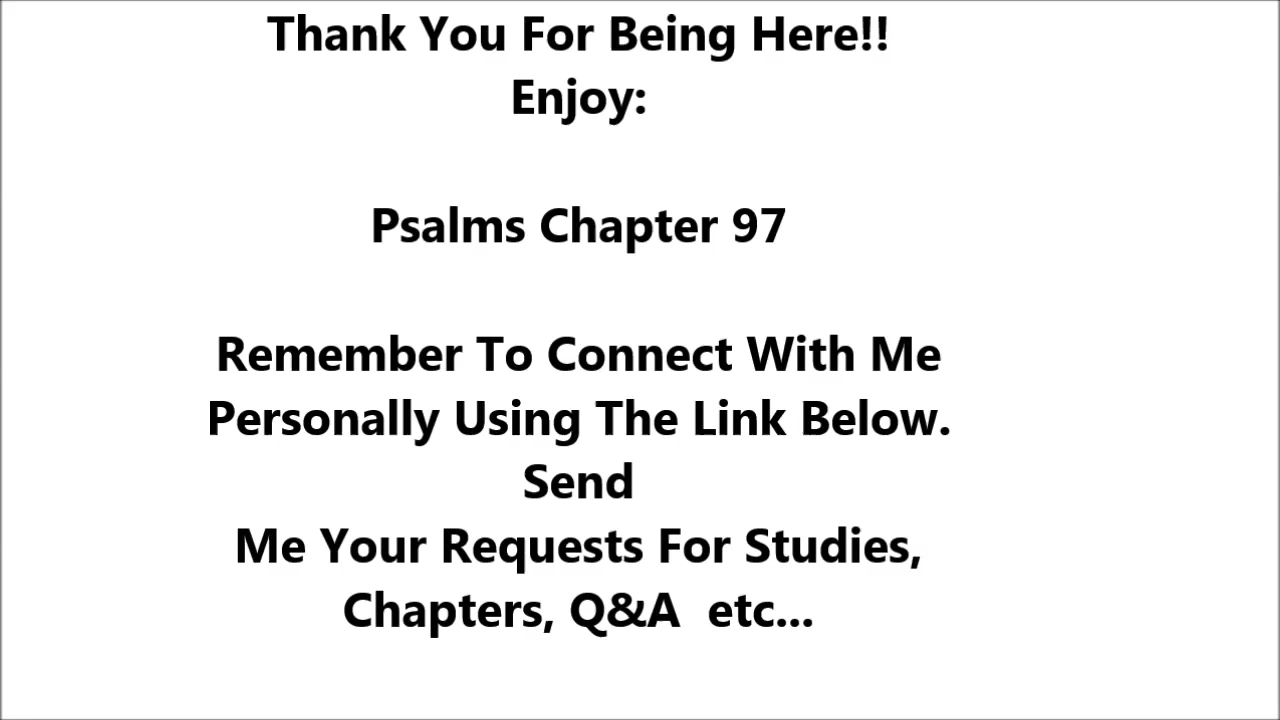 Thank You For Being Here!!
Enjoy:
Psalms Chapter 97
Remember To Connect With Me
Personally Using The Link Below.
Send
Me Your Requests For Studies,
Chapters, Q&A  etc...